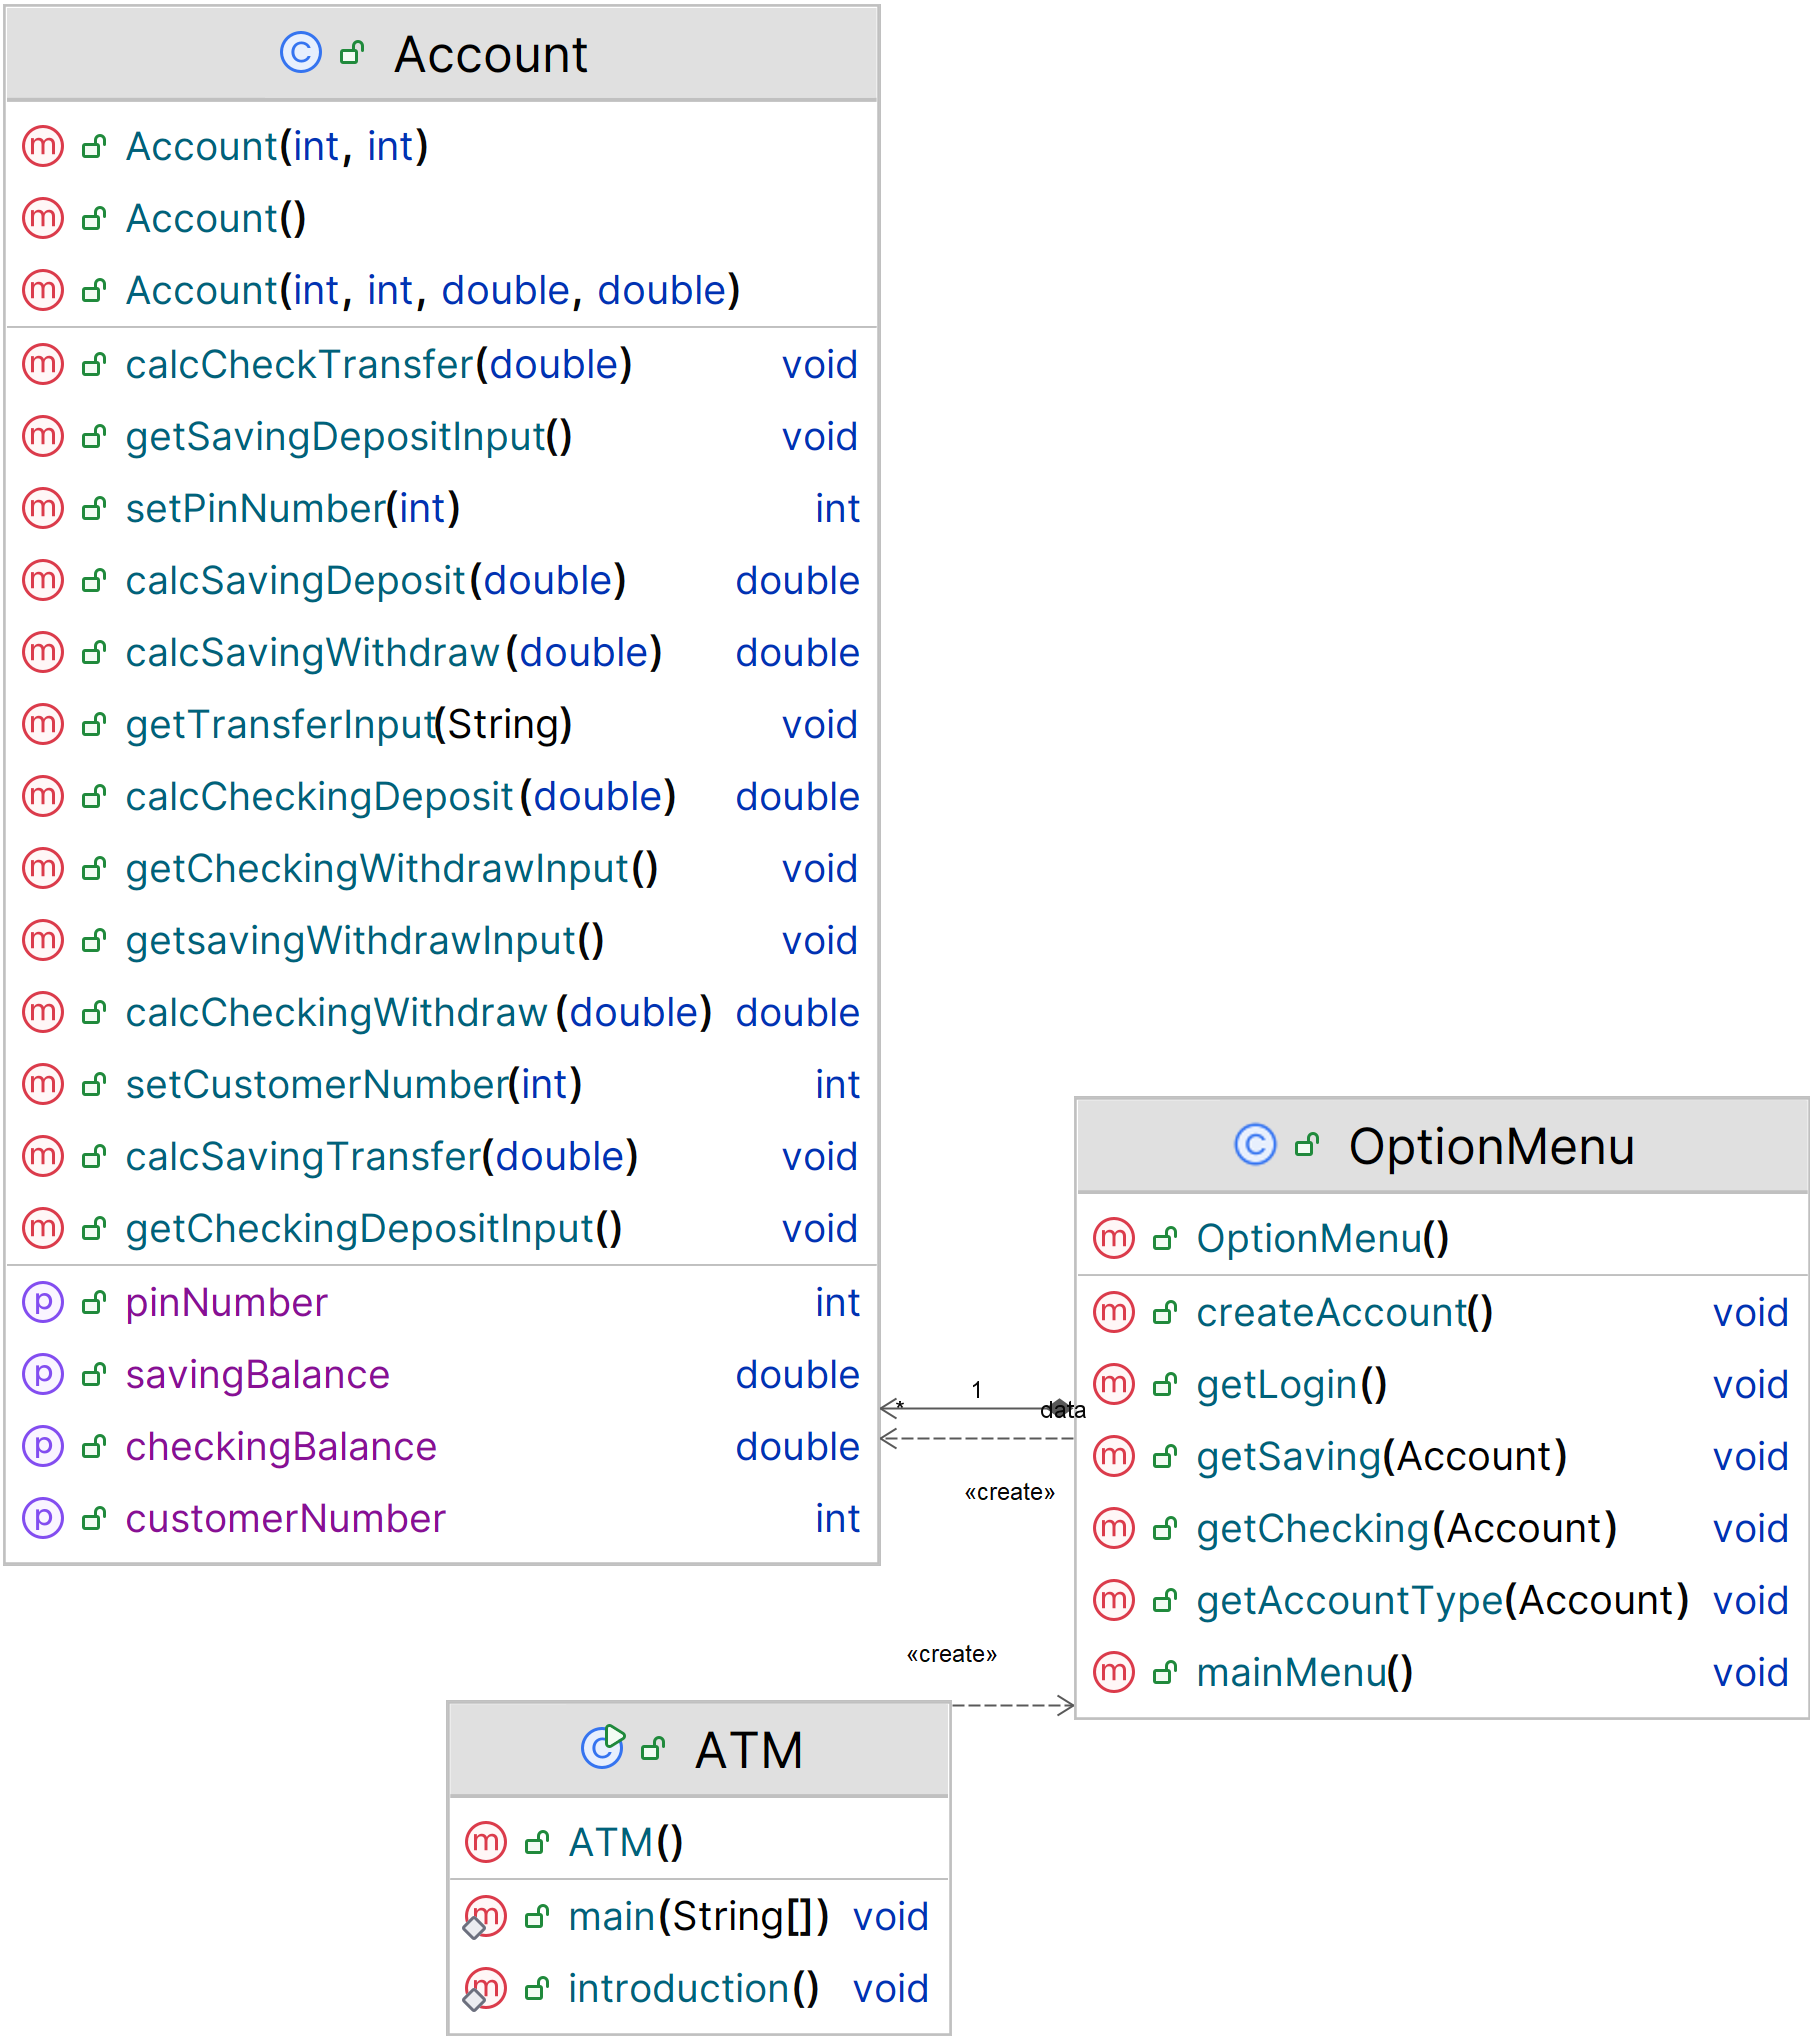 Account
Account(int, int)
Account()
Account(int, int, double, double)
calcCheckTransfer(double) void
getSavingDepositInput() void
setPinNumber(int) int
calcSavingDeposit(double) double
calcSavingWithdraw(double) double
getTransferInput(String) void
calcCheckingDeposit(double) double
getCheckingWithdrawInput() void
getsavingWithdrawInput() void
calcCheckingWithdraw(double) double
setCustomerNumber(int) int
calcSavingTransfer(double) void
getCheckingDepositInput() void
pinNumber int
savingBalance double
checkingBalance double
customerNumber int
1
* data
«create»
OptionMenu
OptionMenu()
createAccount() void
getLogin() void
getSaving(Account) void
getChecking(Account) void
getAccountType(Account) void
mainMenu() void
«create»
ATM
ATM()
main(String[]) void
introduction() void